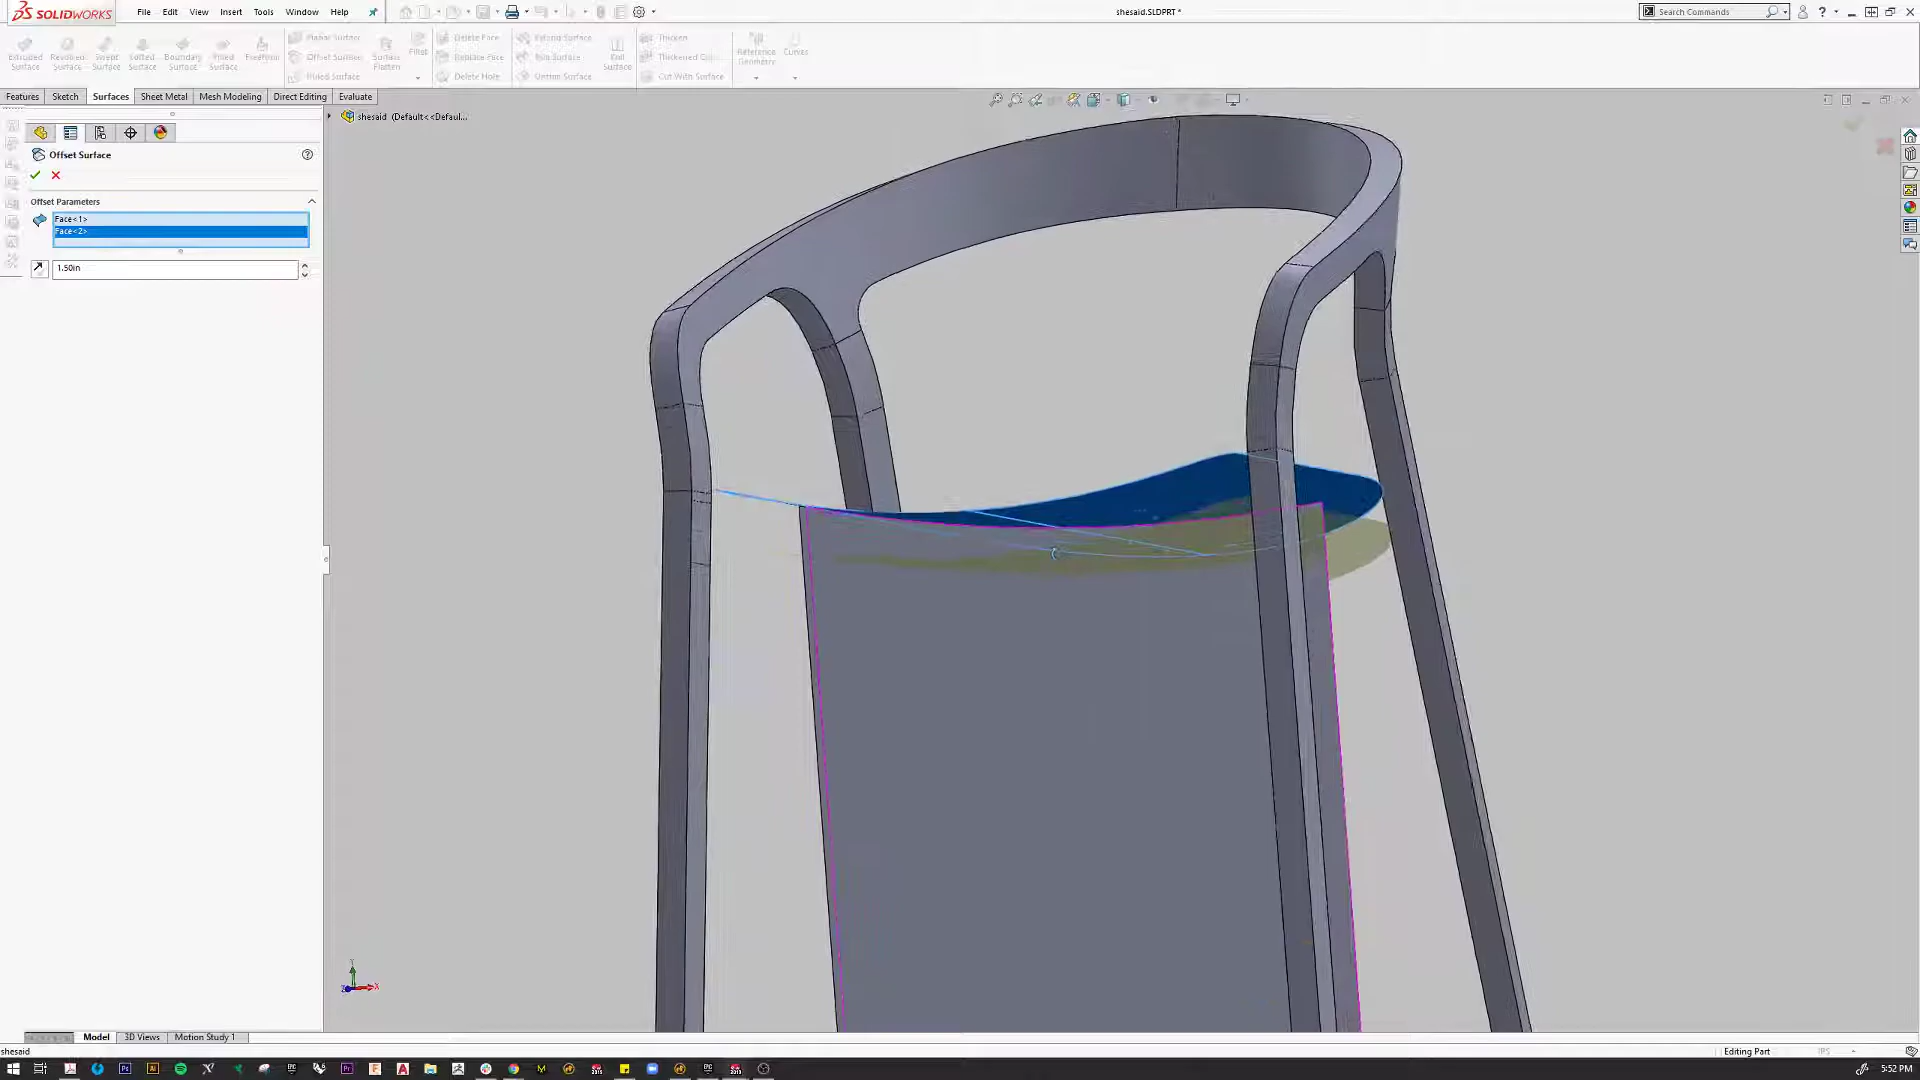 SOLIDWORKS
File Edit View Insert Tools Window Help
shesaid.SLDPRT *
Search Commands
Extruded Surface
Revolved Surface
Swept Surface
Lofted Surface
Boundary Surface
Filled Surface
Freeform
Planar Surface
Offset Surface
Ruled Surface
Surface Flatten
Fillet
Delete Face
Replace Face
Delete Hole
Extend Surface
Trim Surface
Untrim Surface
Knit Surface
Thicken
Thickened Cut
Cut With Surface
Reference Geometry
Curves
Features Sketch Surfaces Sheet Metal Mesh Modeling Direct Editing Evaluate
shesaid (Default<<Defaul...
Offset Surface
Offset Parameters
Face<1>
Face<2>
1.50in
Y
Z
X
Model 3D Views Motion Study 1
shesaid
Editing Part
IPS
5:52 PM